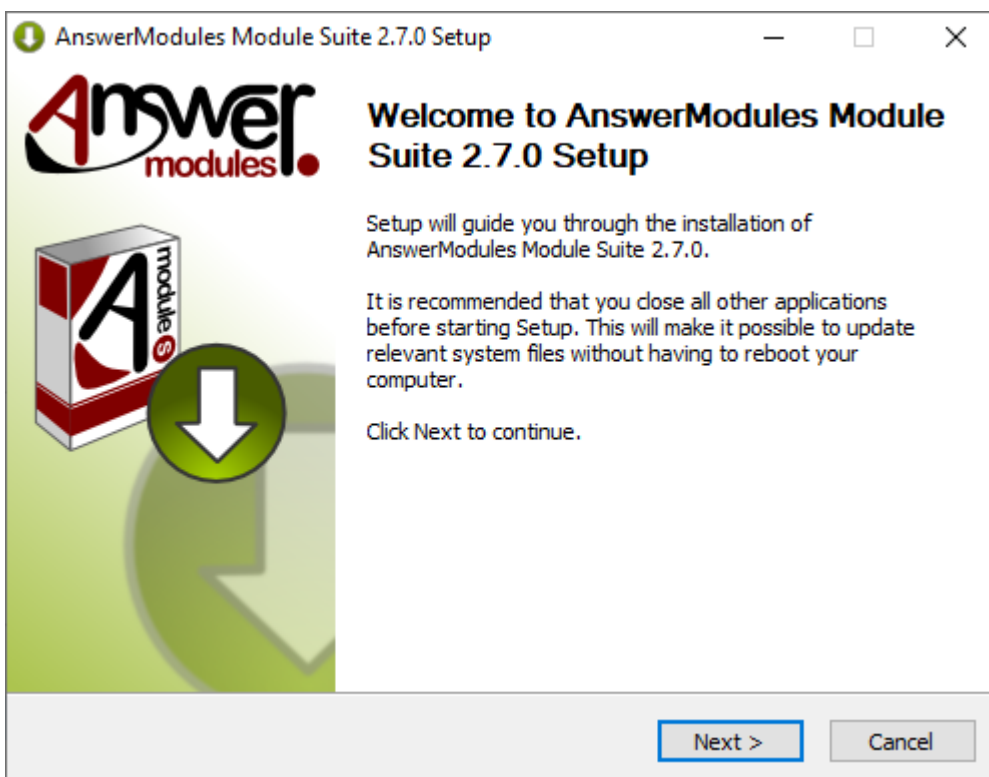 AnswerModules Module Suite 2.7.0 Setup
Answer
modules
Welcome to AnswerModules Module
Suite 2.7.0 Setup
Setup will guide you through the installation of
AnswerModules Module Suite 2.7.0.
It is recommended that you close all other applications
before starting Setup. This will make it possible to update
relevant system files without having to reboot your
computer.
Click Next to continue.
A
modules
Next >
Cancel